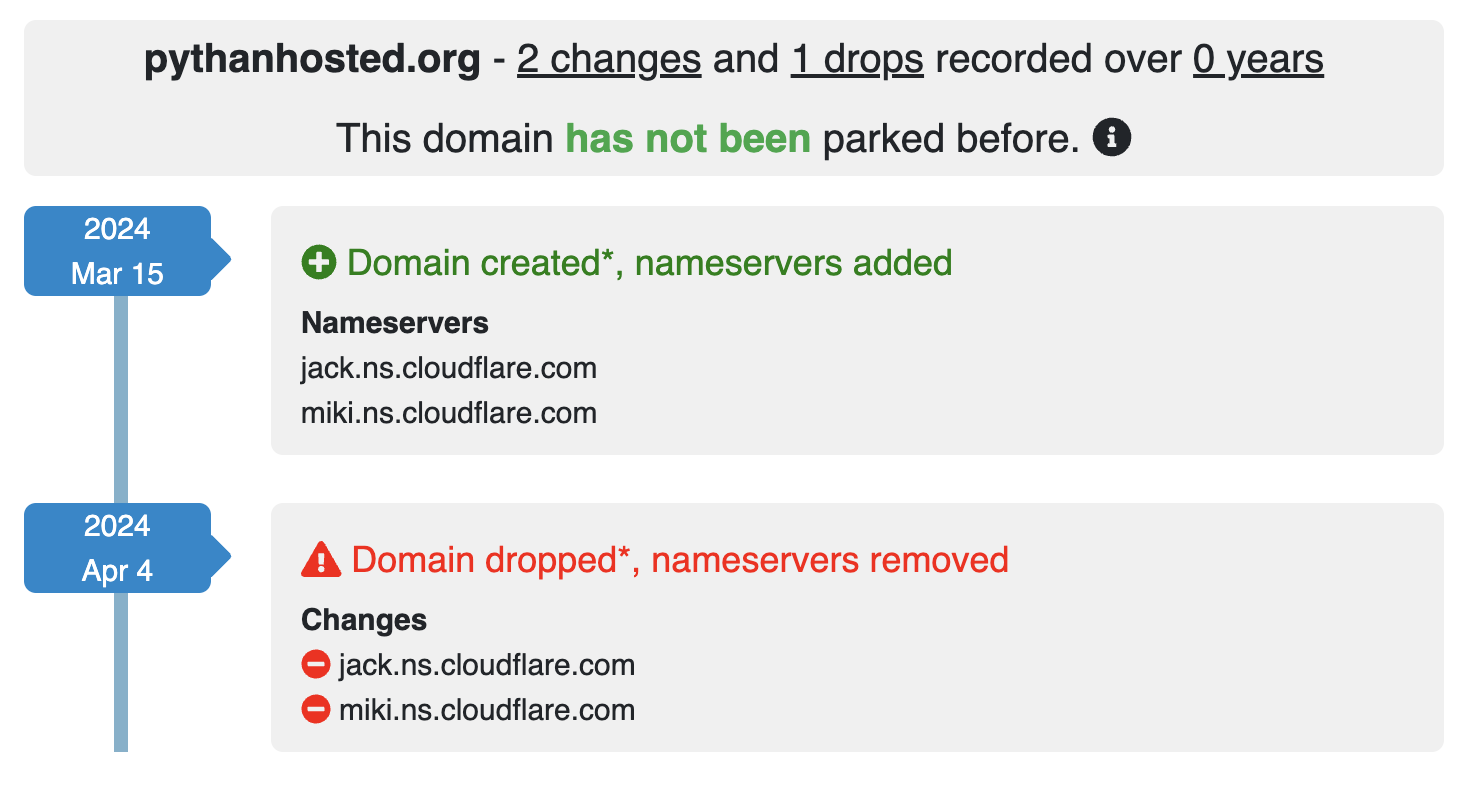 pythanhosted.org - 2 changes and 1 drops recorded over 0 years
This domain has not been parked before.
2024
Mar 15
Domain created*, nameservers added
Nameservers
jack.ns.cloudflare.com
miki.ns.cloudflare.com
2024
Apr 4
Domain dropped*, nameservers removed
Changes
jack.ns.cloudflare.com
miki.ns.cloudflare.com